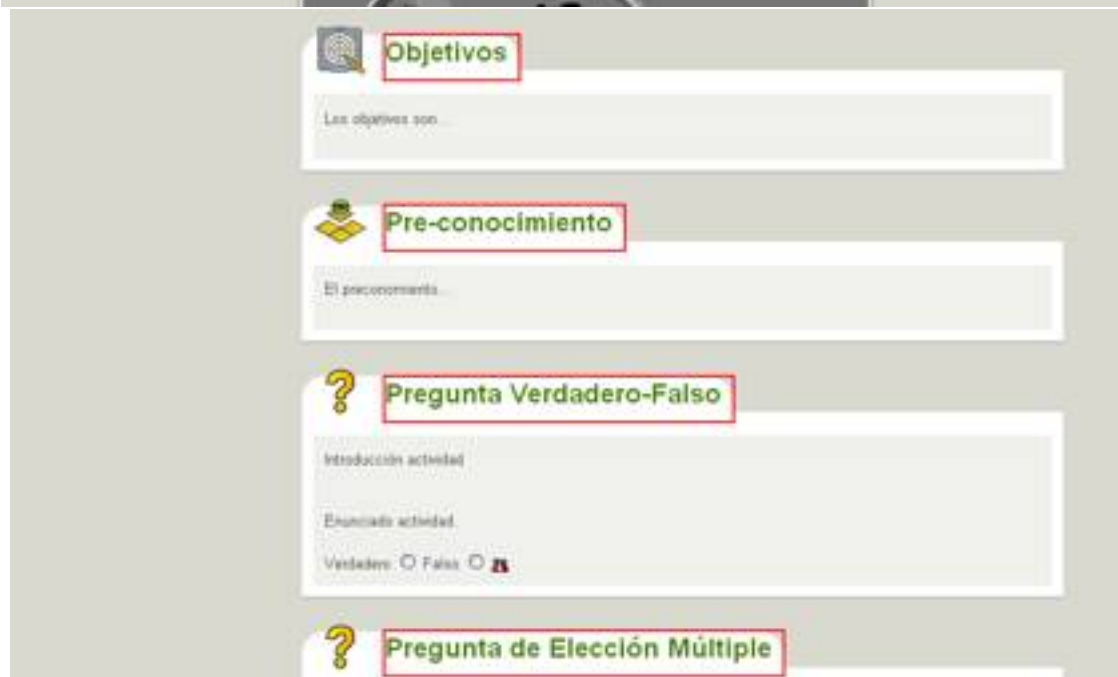 Objetivos
Los objetivos son...
Pre-conocimiento
El preconomiento...
Pregunta Verdadero-Falso
Introducción actividad
Enunciado actividad.
Verdadero Falso
Pregunta de Elección Múltiple